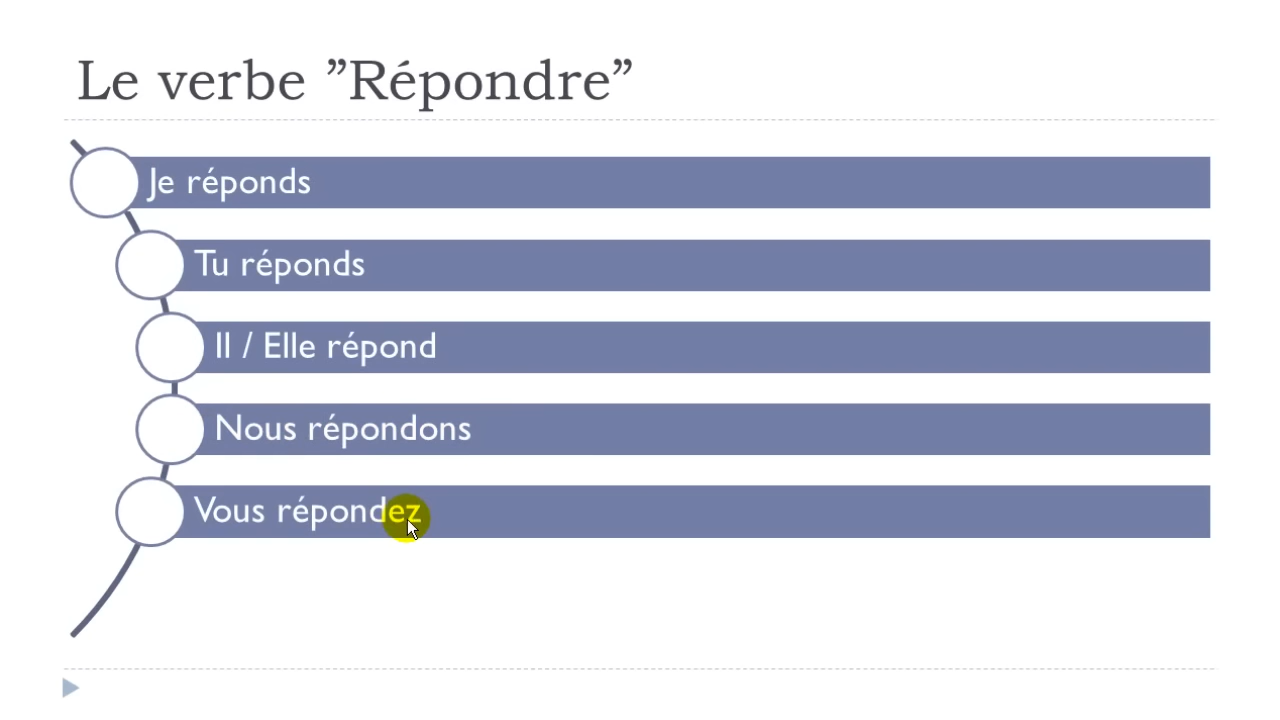 Le verbe ”Répondre”
Je réponds
Tu réponds
Il / Elle répond
Nous répondons
Vous répondez